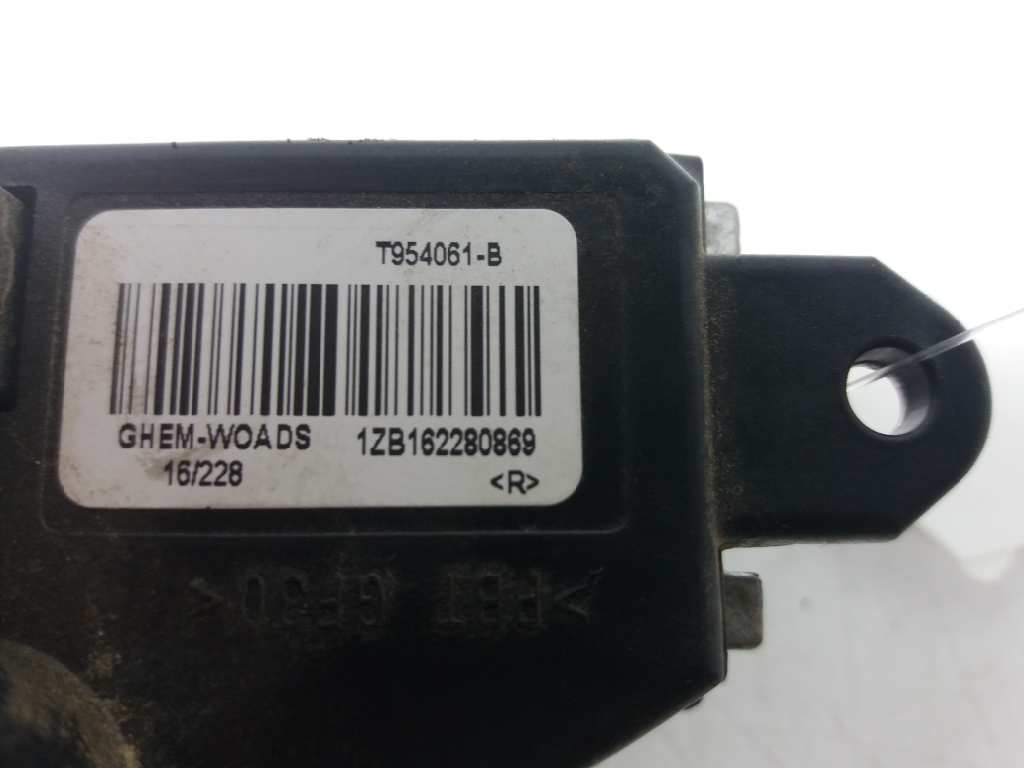 T954061-B
GHEM-WOADS 1ZB162280869
16/228 <R>
>PBT GF30<